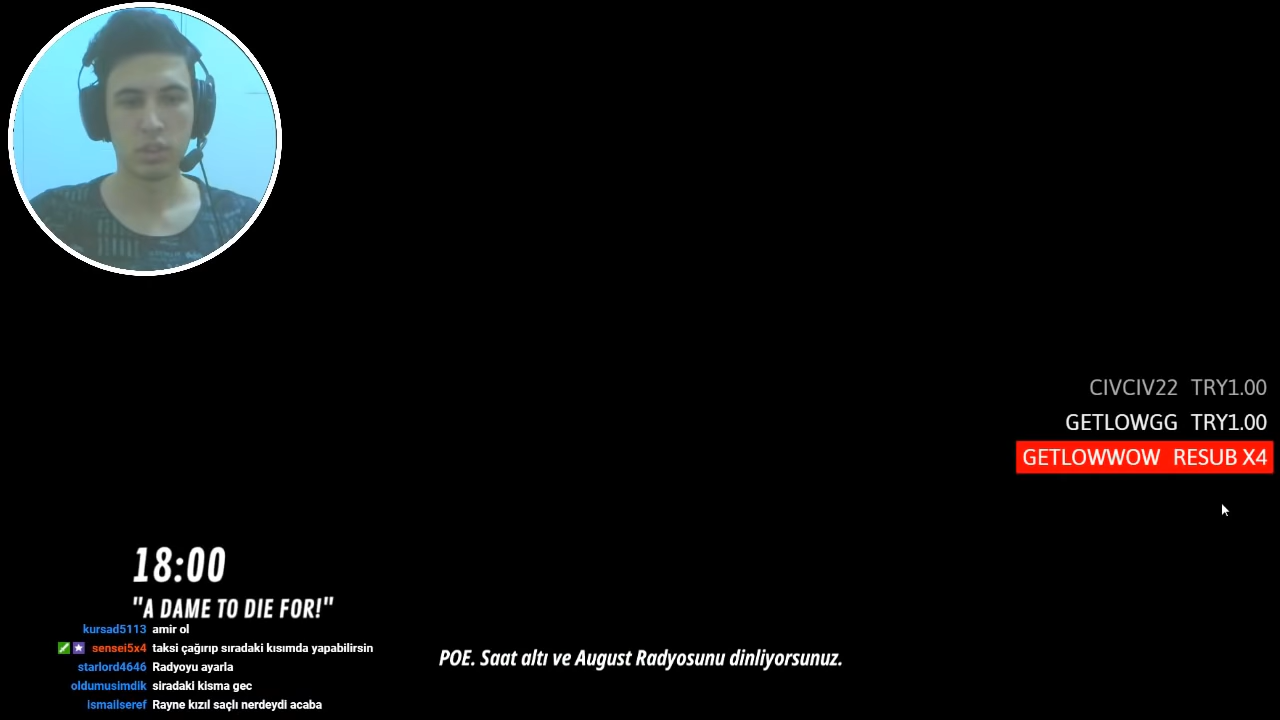 CIVCIV22 TRY1.00
GETLOWGG TRY1.00
GETLOWWOW RESUB X4
18:00
"A DAME TO DIE FOR!"
kursad5113 amir ol
sensei5x4 taksi çağırıp sıradaki kısımda yapabilirsin
starlord4646 Radyoyu ayarla
oldumusimdik siradaki kisma gec
ismailseref Rayne kızıl saçlı nerdeydi acaba
POE. Saat altı ve August Radyosunu dinliyorsunuz.